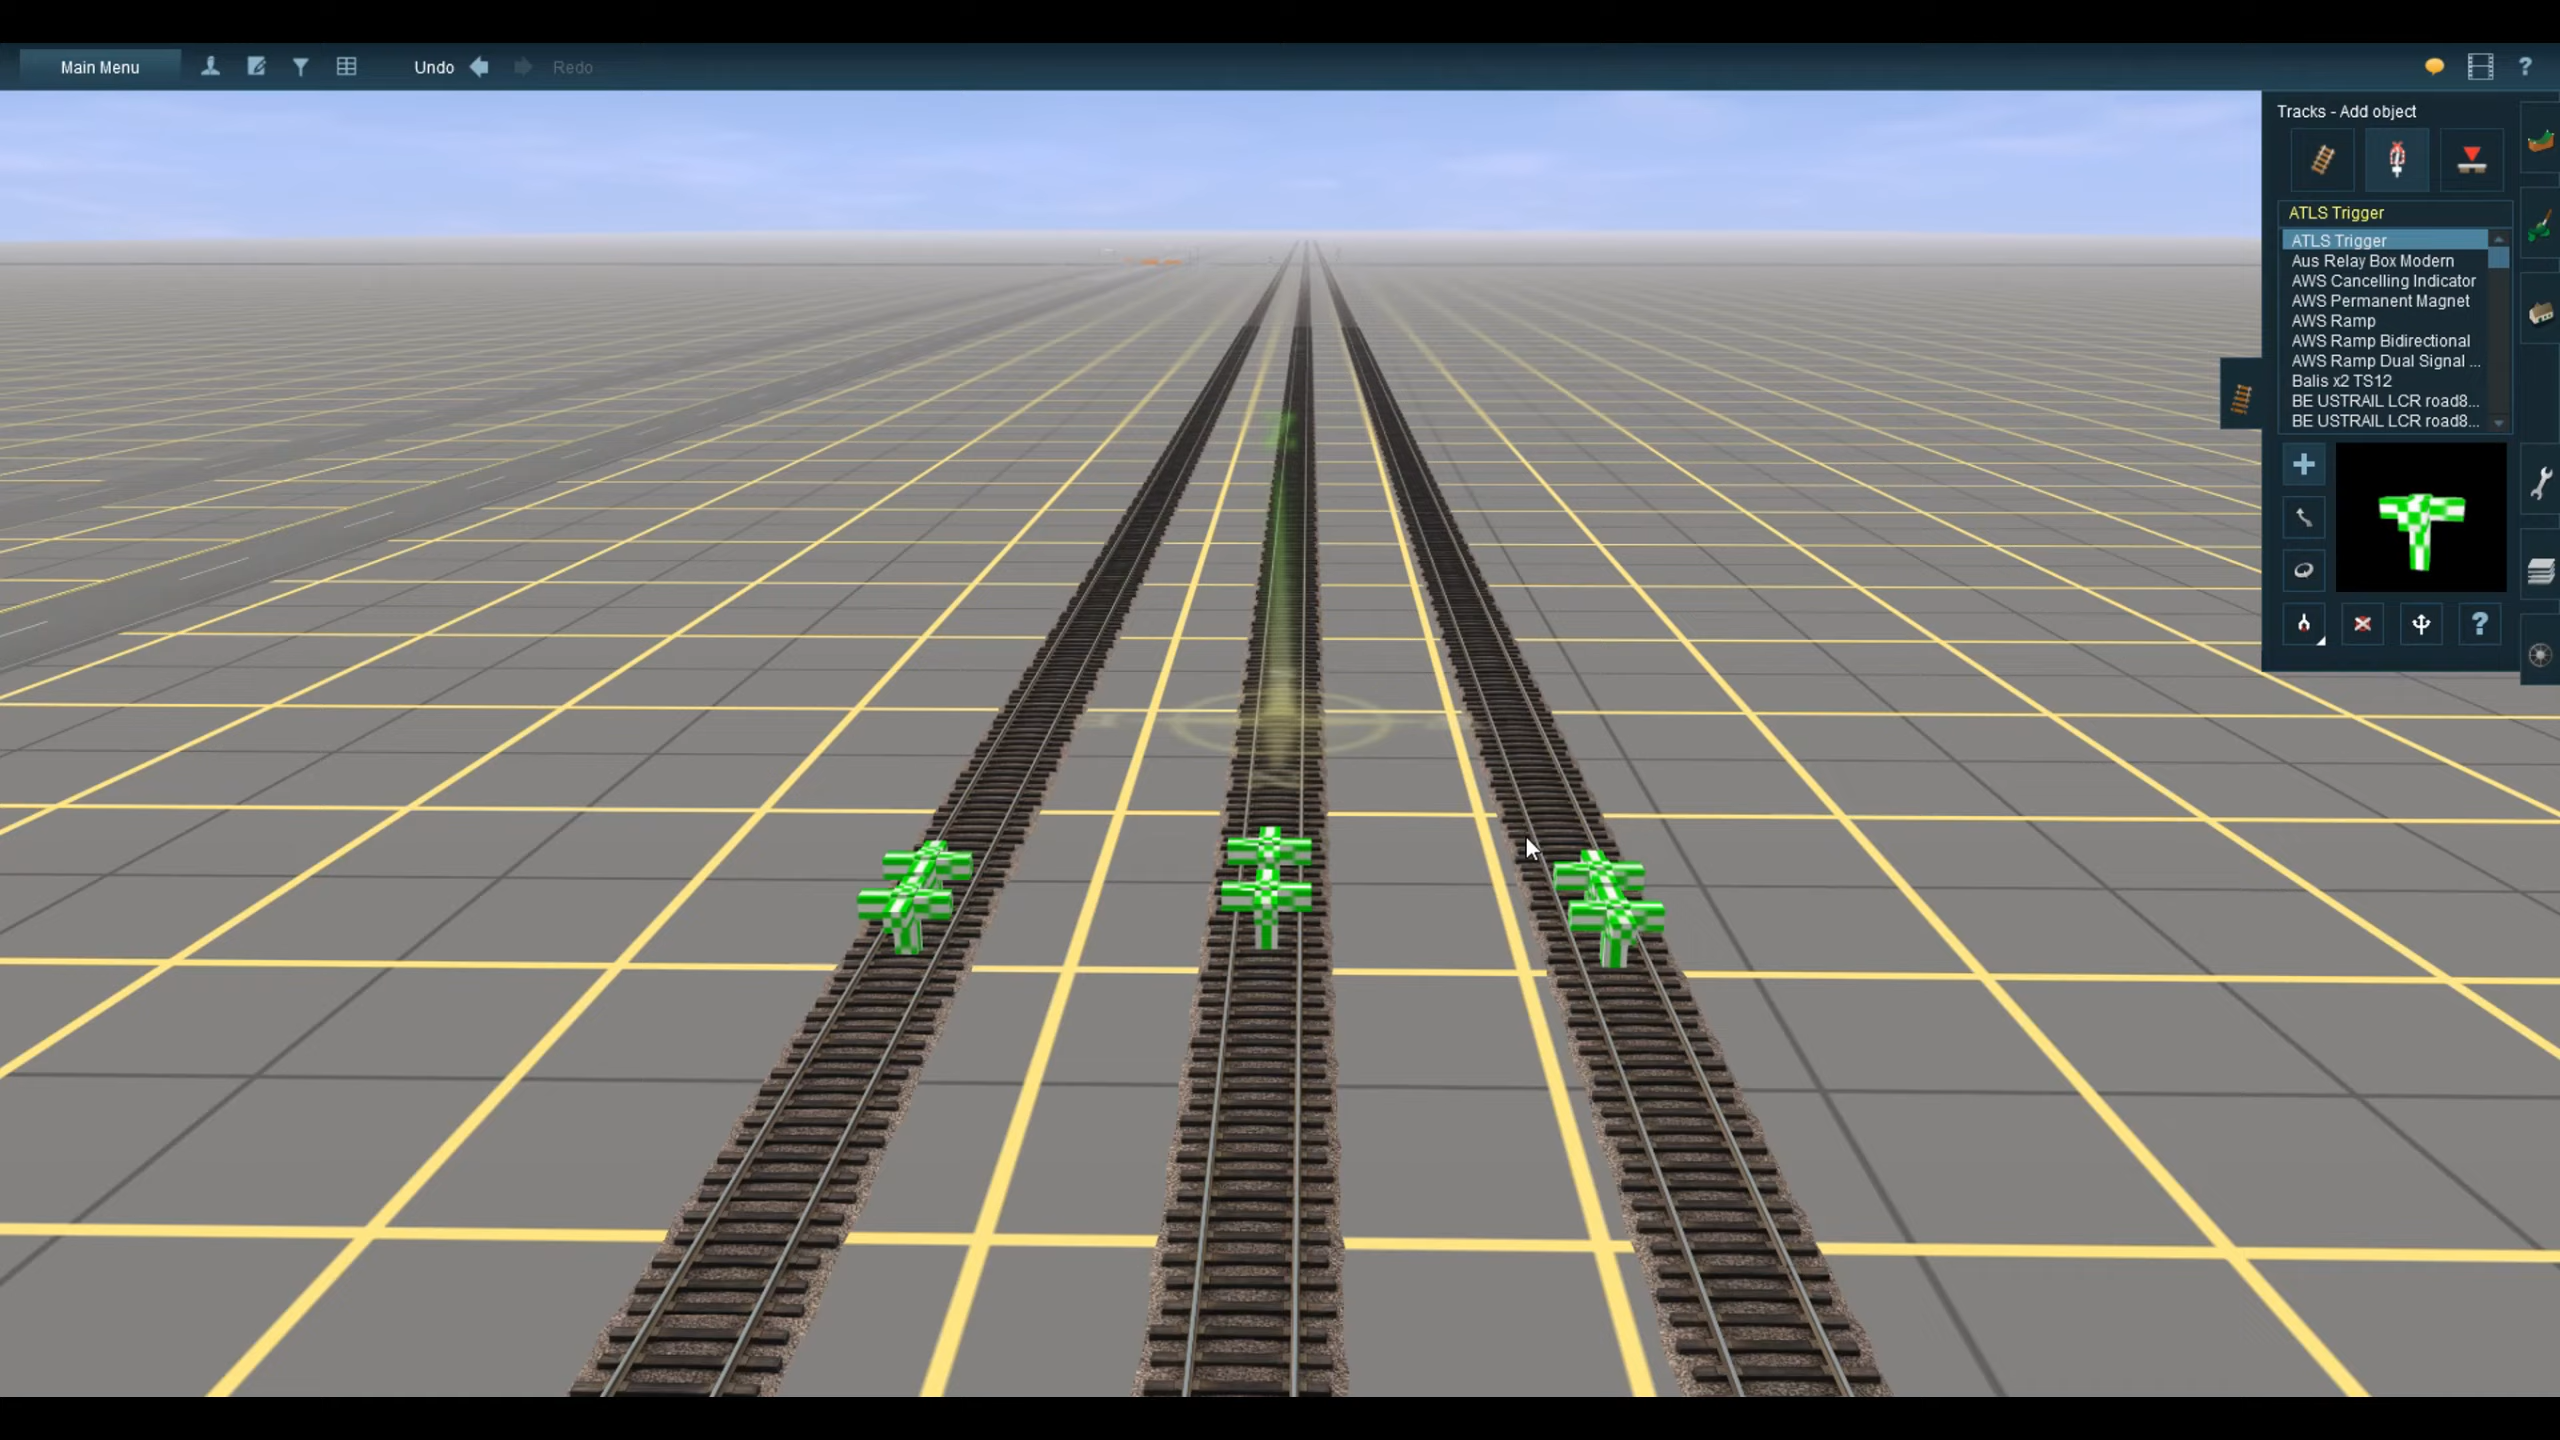 Main Menu
Undo
Redo
?
Tracks - Add object
ATLS Trigger
ATLS Trigger
Aus Relay Box Modern
AWS Cancelling Indicator
AWS Permanent Magnet
AWS Ramp
AWS Ramp Bidirectional
AWS Ramp Dual Signal ...
Balis x2 TS12
BE USTRAIL LCR road8...
BE USTRAIL LCR road8...
?